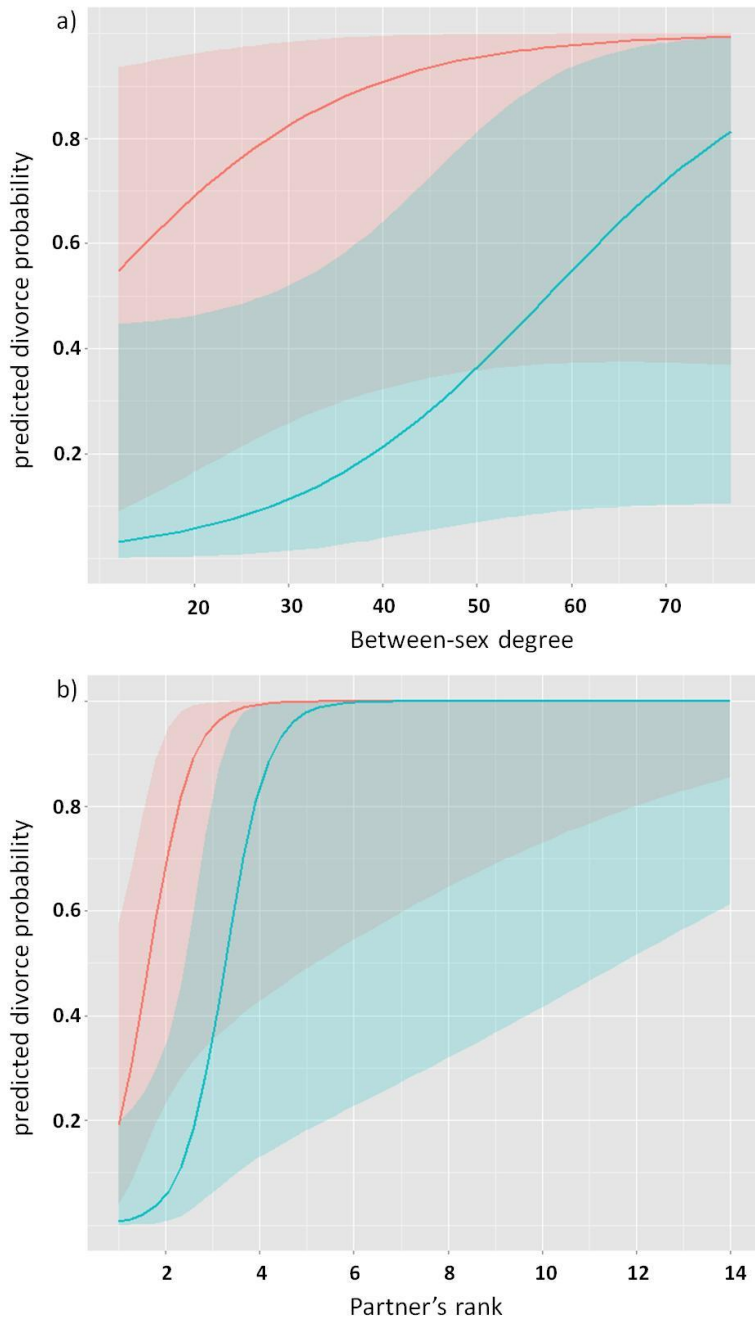 a)
predicted divorce probability
0.8
0.6
0.4
0.2
20 30 40 50 60 70
Between-sex degree
b)
predicted divorce probability
0.8
0.6
0.4
0.2
2 4 6 8 10 12 14
Partner’s rank